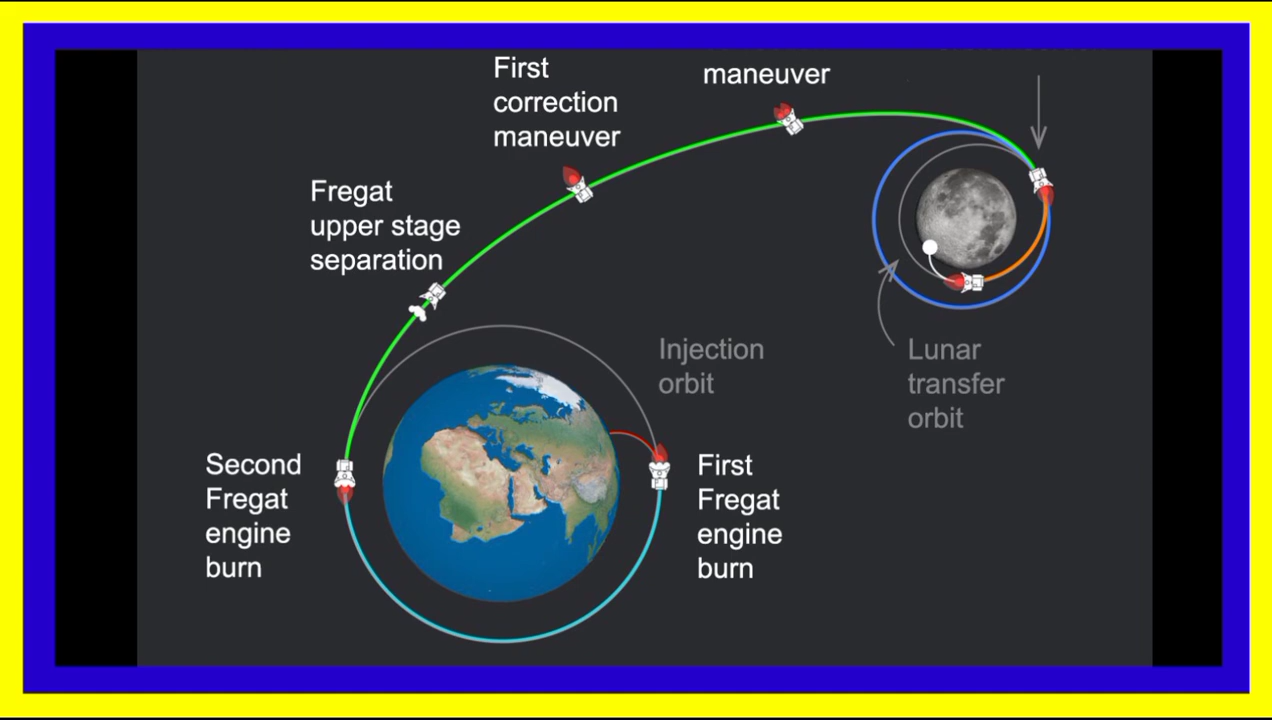 First
correction
maneuver
maneuver
Fregat
upper stage
separation
Injection
orbit
Lunar
transfer
orbit
Second
Fregat
engine
burn
First
Fregat
engine
burn